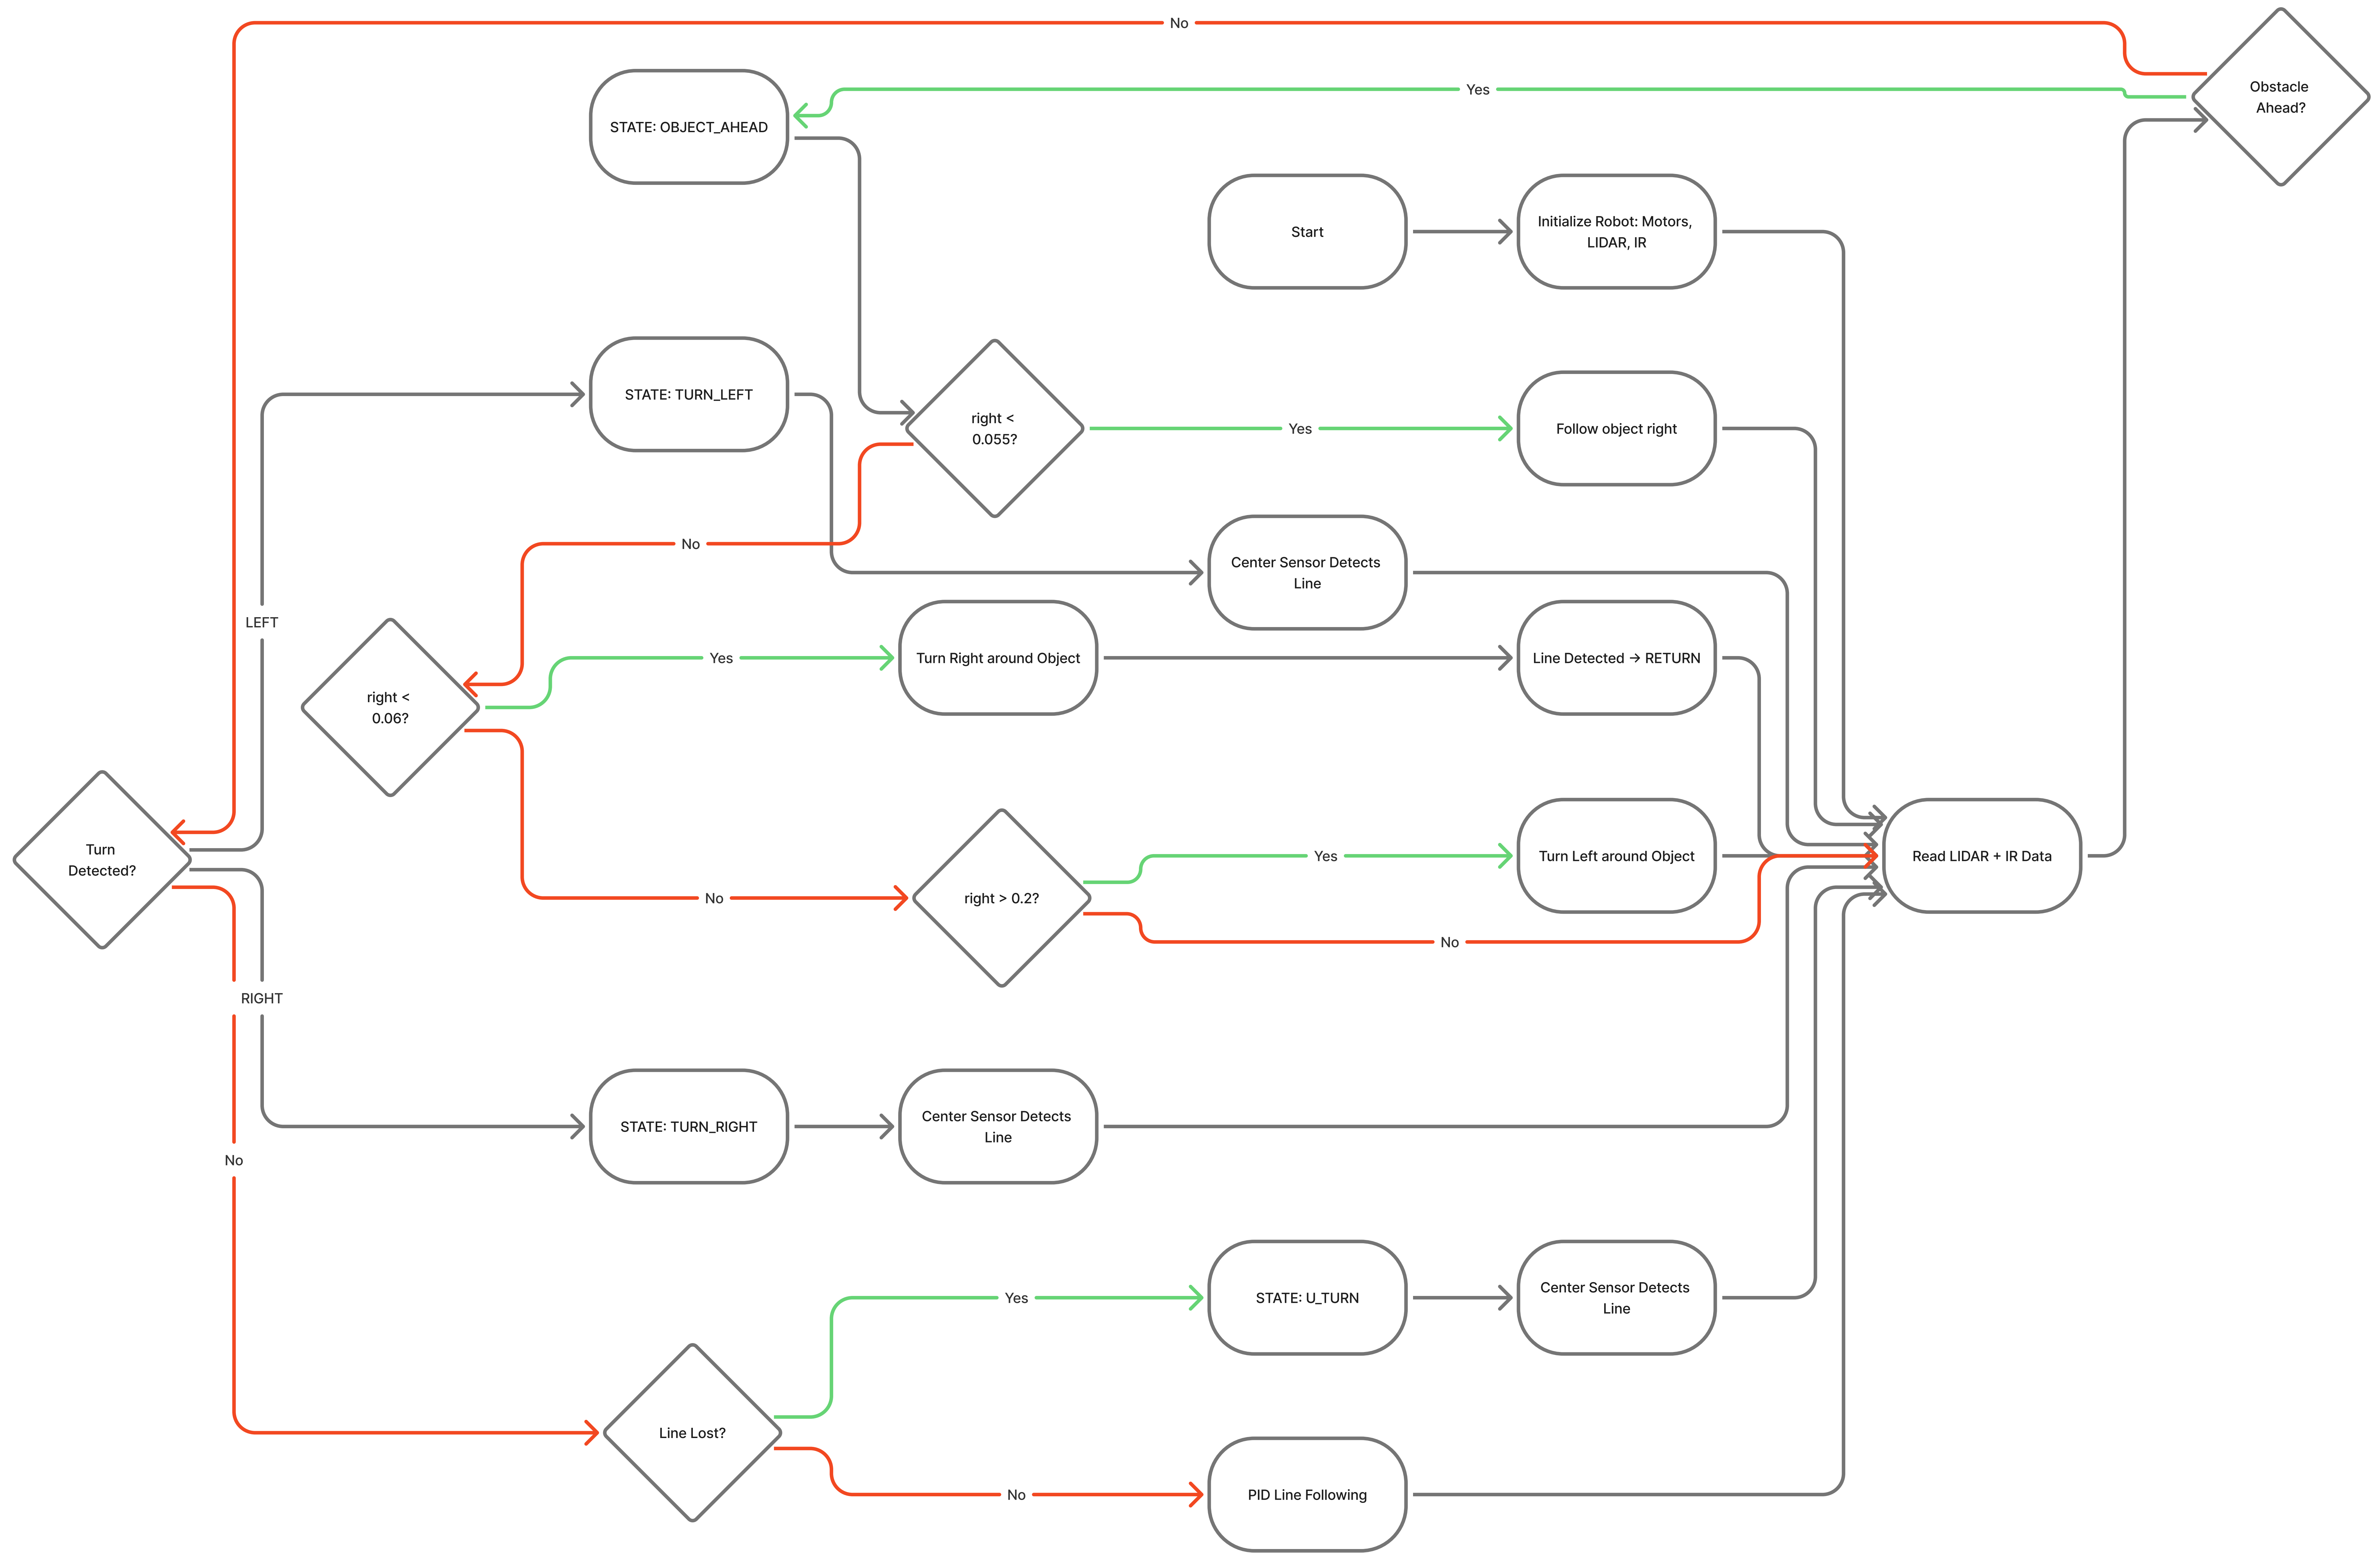 No
Obstacle
Ahead?
Yes
STATE: OBJECT_AHEAD
Start
Initialize Robot: Motors,
LIDAR, IR
STATE: TURN_LEFT
right <
0.055?
Yes
Follow object right
No
Center Sensor Detects
Line
LEFT
right <
0.06?
Yes
Turn Right around Object
Line Detected → RETURN
Turn
Detected?
No
right > 0.2?
Yes
Turn Left around Object
Read LIDAR + IR Data
No
RIGHT
STATE: TURN_RIGHT
Center Sensor Detects
Line
No
Yes
STATE: U_TURN
Center Sensor Detects
Line
Line Lost?
No
PID Line Following